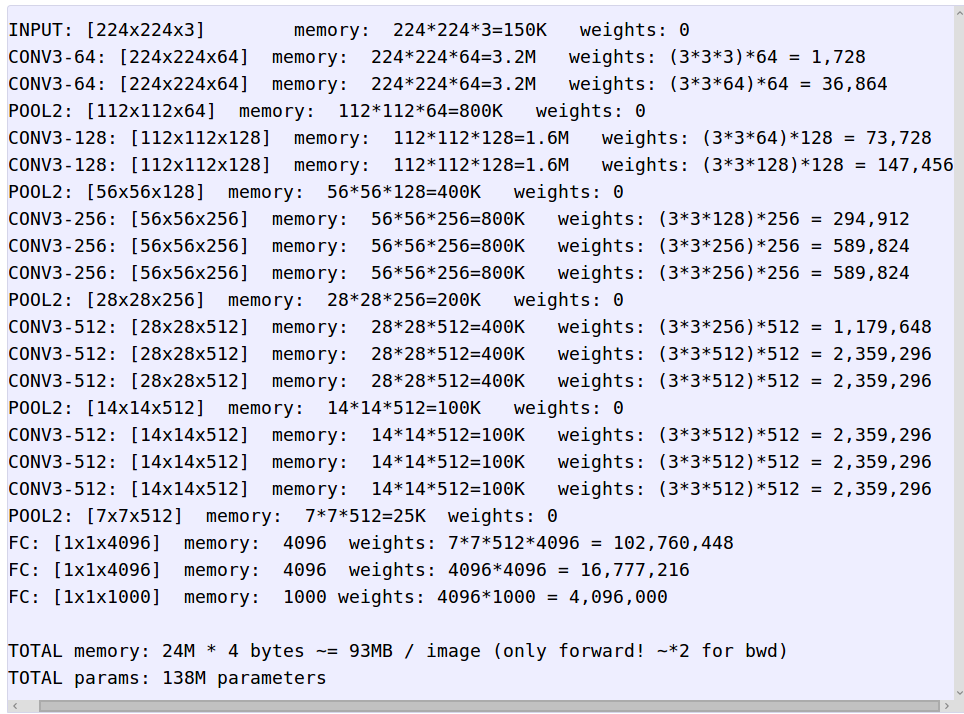 INPUT: [224x224x3]        memory:  224*224*3=150K   weights: 0
CONV3-64: [224x224x64]  memory:  224*224*64=3.2M   weights: (3*3*3)*64 = 1,728
CONV3-64: [224x224x64]  memory:  224*224*64=3.2M   weights: (3*3*64)*64 = 36,864
POOL2: [112x112x64]  memory:  112*112*64=800K   weights: 0
CONV3-128: [112x112x128]  memory:  112*112*128=1.6M   weights: (3*3*64)*128 = 73,728
CONV3-128: [112x112x128]  memory:  112*112*128=1.6M   weights: (3*3*128)*128 = 147,456
POOL2: [56x56x128]  memory:  56*56*128=400K   weights: 0
CONV3-256: [56x56x256]  memory:  56*56*256=800K   weights: (3*3*128)*256 = 294,912
CONV3-256: [56x56x256]  memory:  56*56*256=800K   weights: (3*3*256)*256 = 589,824
CONV3-256: [56x56x256]  memory:  56*56*256=800K   weights: (3*3*256)*256 = 589,824
POOL2: [28x28x256]  memory:  28*28*256=200K   weights: 0
CONV3-512: [28x28x512]  memory:  28*28*512=400K   weights: (3*3*256)*512 = 1,179,648
CONV3-512: [28x28x512]  memory:  28*28*512=400K   weights: (3*3*512)*512 = 2,359,296
CONV3-512: [28x28x512]  memory:  28*28*512=400K   weights: (3*3*512)*512 = 2,359,296
POOL2: [14x14x512]  memory:  14*14*512=100K   weights: 0
CONV3-512: [14x14x512]  memory:  14*14*512=100K   weights: (3*3*512)*512 = 2,359,296
CONV3-512: [14x14x512]  memory:  14*14*512=100K   weights: (3*3*512)*512 = 2,359,296
CONV3-512: [14x14x512]  memory:  14*14*512=100K   weights: (3*3*512)*512 = 2,359,296
POOL2: [7x7x512]  memory:  7*7*512=25K  weights: 0
FC: [1x1x4096]  memory:  4096  weights: 7*7*512*4096 = 102,760,448
FC: [1x1x4096]  memory:  4096  weights: 4096*4096 = 16,777,216
FC: [1x1x1000]  memory:  1000 weights: 4096*1000 = 4,096,000

TOTAL memory: 24M * 4 bytes ~= 93MB / image (only forward! ~*2 for bwd)
TOTAL params: 138M parameters